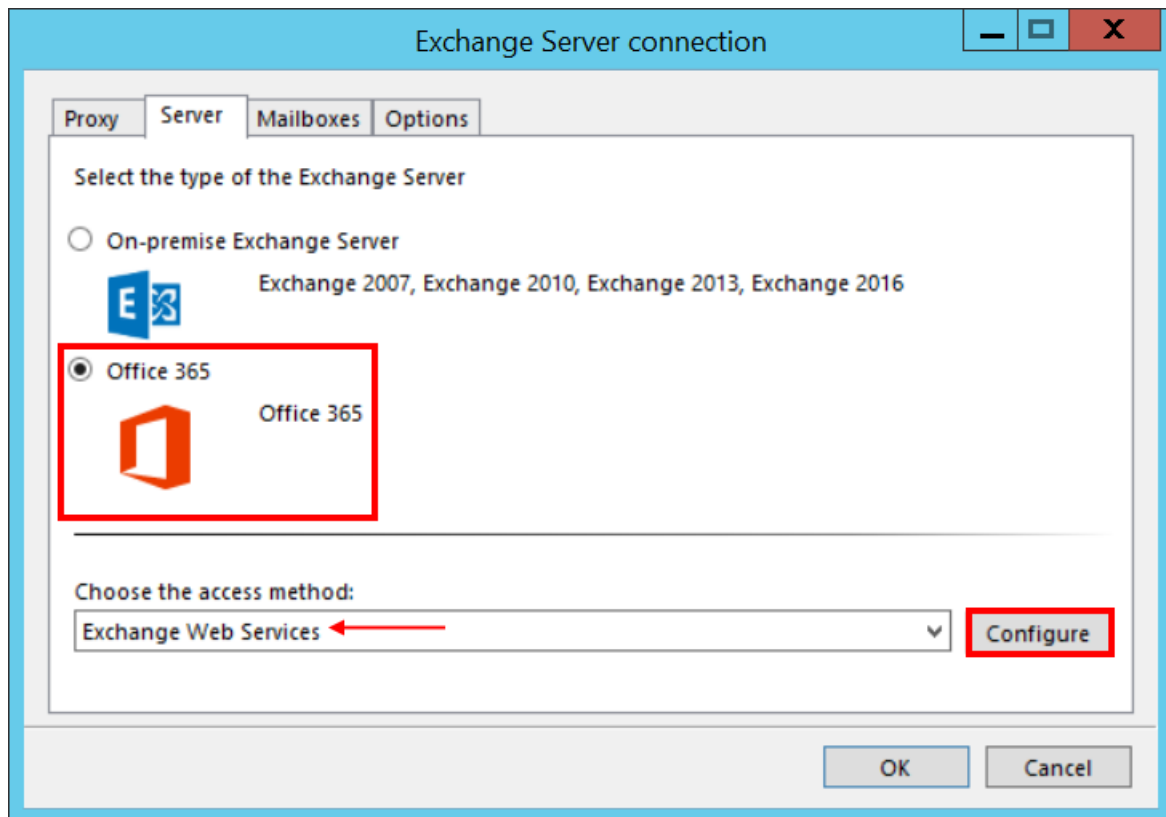 Exchange Server connection
X
Proxy Server Mailboxes Options
Select the type of the Exchange Server
On-premise Exchange Server
E
Exchange 2007, Exchange 2010, Exchange 2013, Exchange 2016
Office 365
Office 365
Choose the access method:
Exchange Web Services
Configure
OK Cancel